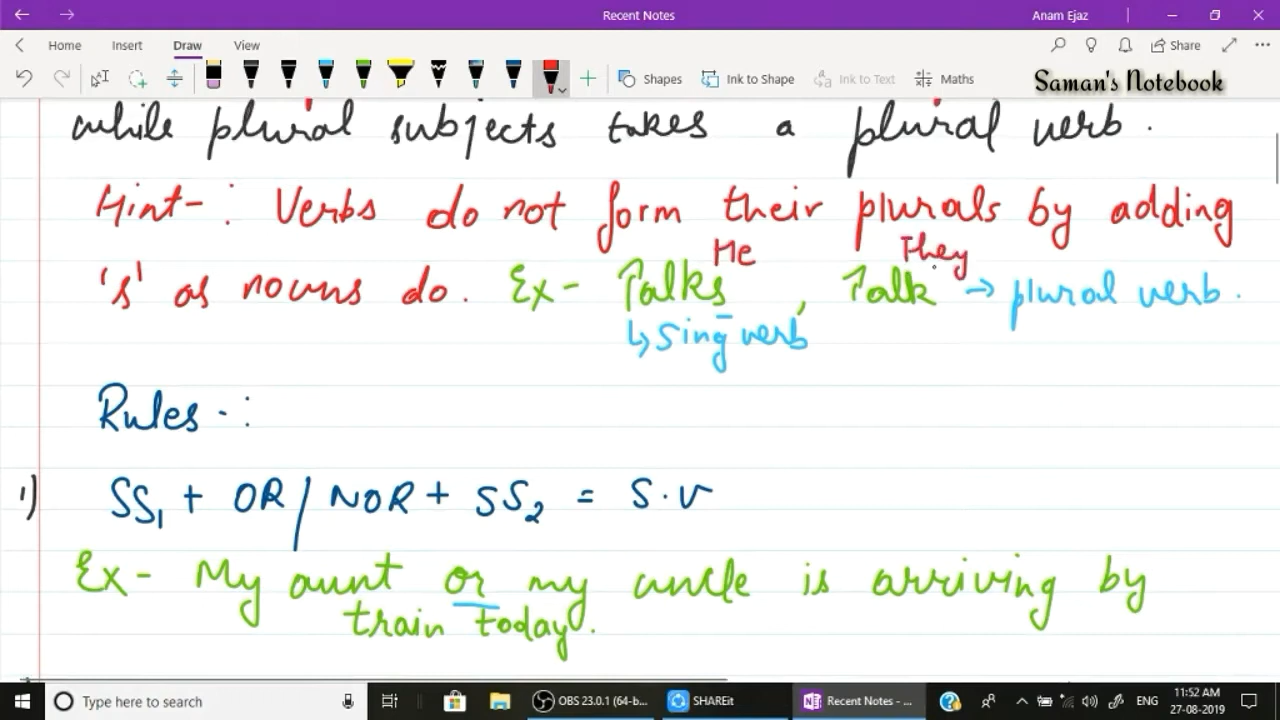 Recent Notes
Anam Ejaz
Home Insert Draw View
Share
Shapes Ink to Shape Ink to Text Maths
Saman's Notebook
while plural subjects takes a plural verb.
Hint-: Verbs do not form their plurals by adding
He They
's' as nouns do. Ex- Talks, Talk → plural verb.
↳ Sing verb
Rules -:
1) SS1 + OR/NOR + SS2 = S.V
Ex- My aunt or my uncle is arriving by
train today.
Type here to search
OBS 23.0.1 (64-b...
SHAREit
Recent Notes - ...
ENG
11:52 AM
27-08-2019